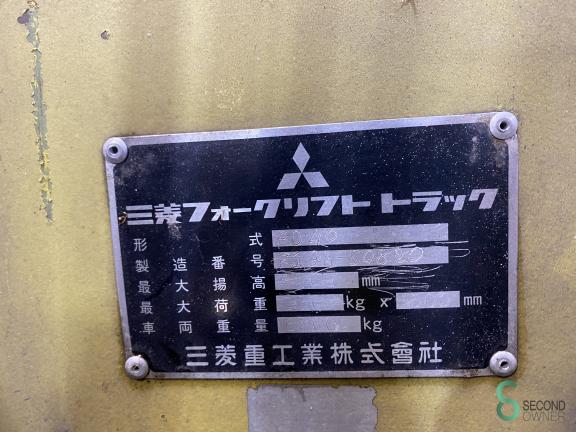 三菱フォークリフト トラック
形式
製造番号
最大揚高 mm
最大荷重 kg x mm
車両重量 kg
三菱重工業株式會社
SECOND
OWNER